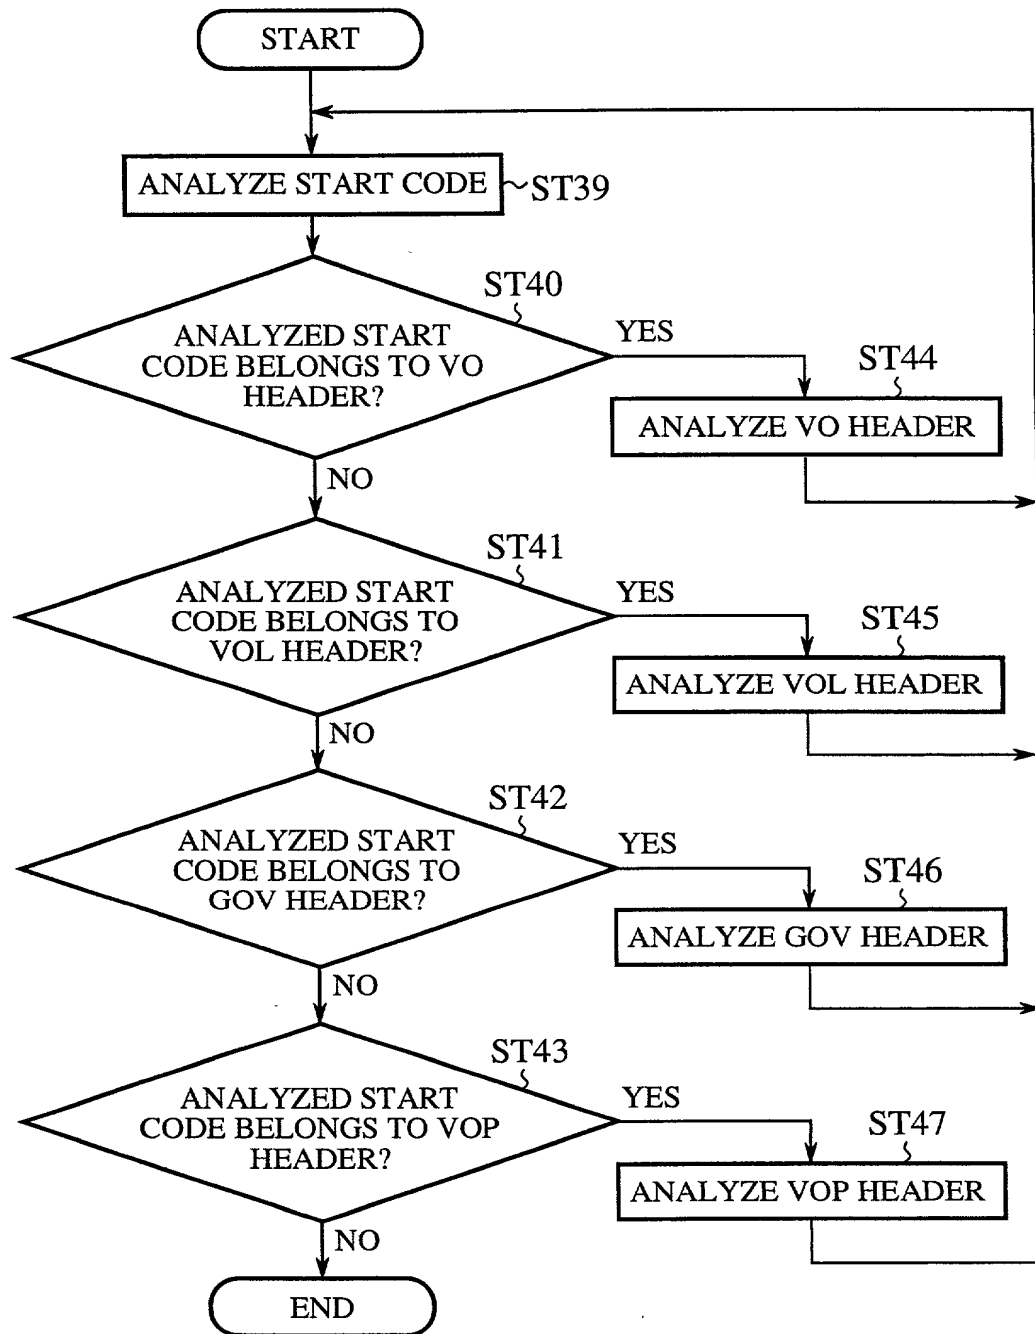 START
ANALYZE START CODE
ST39
ST40
ANALYZED START
CODE BELONGS TO VO
HEADER?
YES
ST44
ANALYZE VO HEADER
NO
ST41
ANALYZED START
CODE BELONGS TO
VOL HEADER?
YES
ST45
ANALYZE VOL HEADER
NO
ST42
ANALYZED START
CODE BELONGS TO
GOV HEADER?
YES
ST46
ANALYZE GOV HEADER
NO
ST43
ANALYZED START
CODE BELONGS TO VOP
HEADER?
YES
ST47
ANALYZE VOP HEADER
NO
END